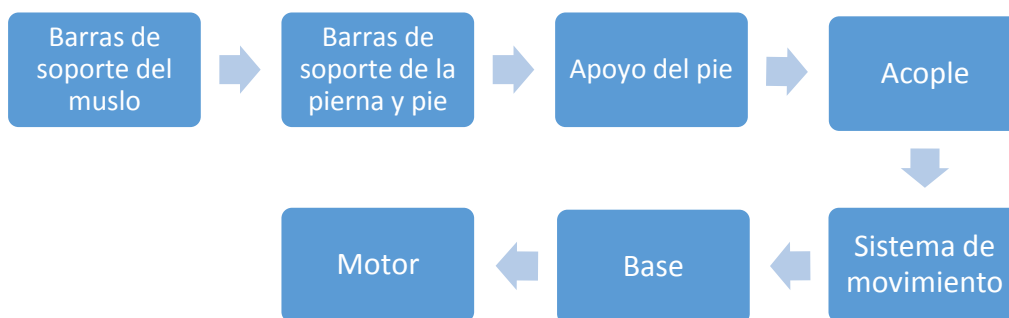 Barras de
soporte del
muslo
Barras de
soporte de la
pierna y pie
Apoyo del pie
Acople
Sistema de
movimiento
Base
Motor